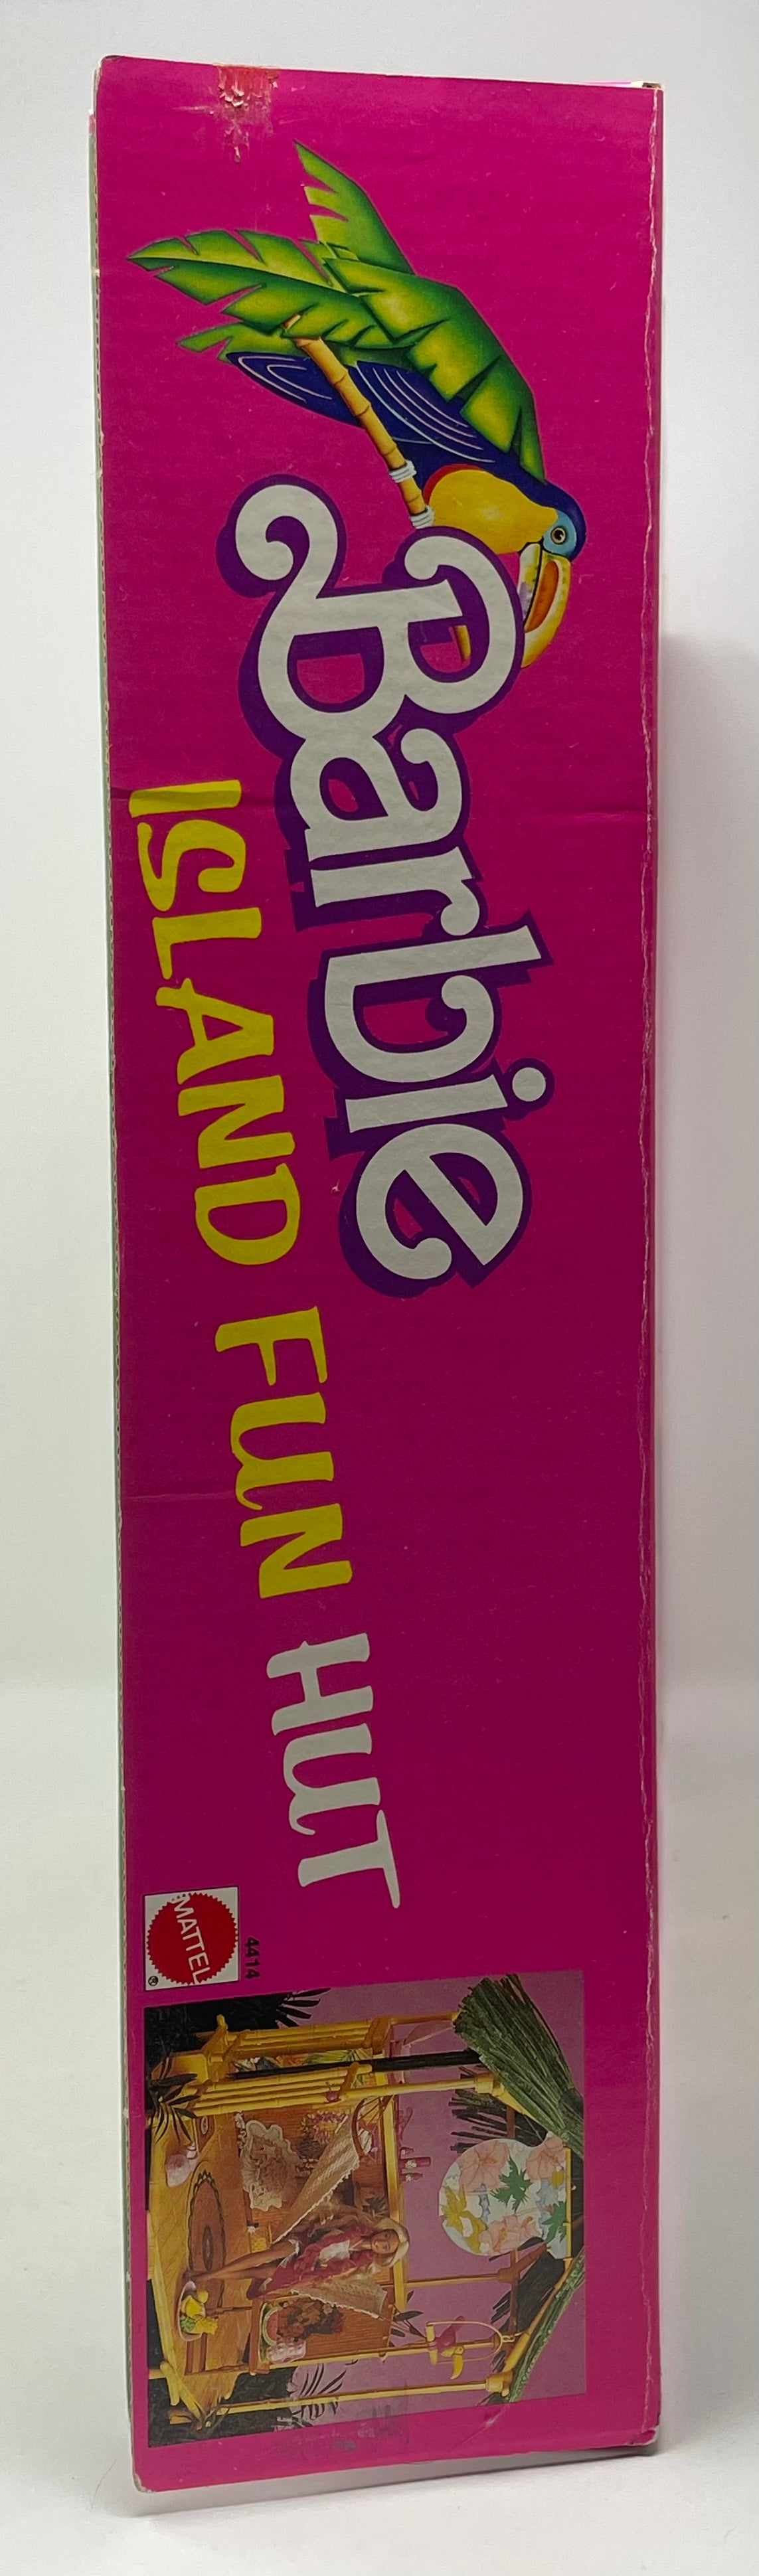 Barbie
ISLAND FUN HUT
4414
MATTEL
®